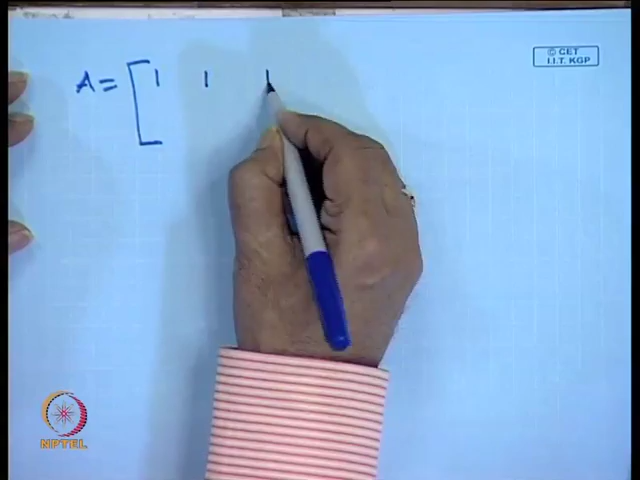 A = [ 1 1 1
© CET
I.I.T. KGP
NPTEL